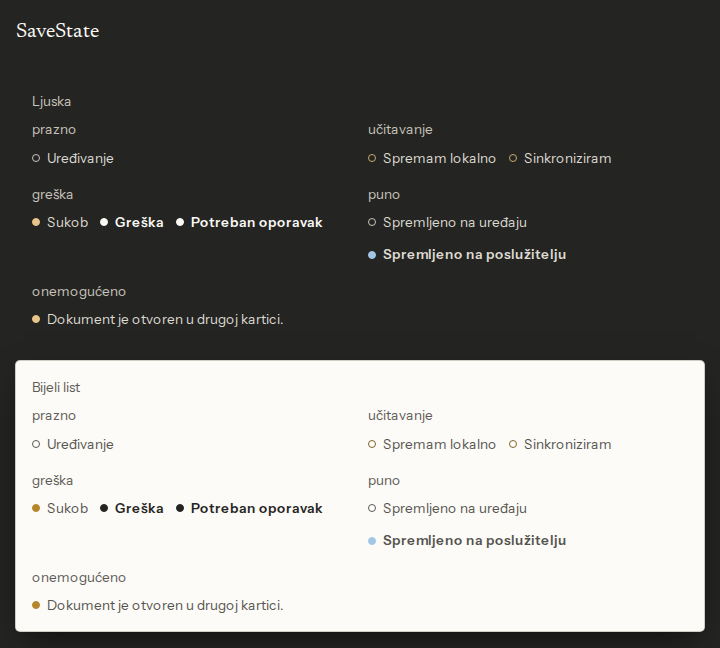 SaveState
Ljuska
prazno
učitavanje
Uređivanje
Spremam lokalno
Sinkroniziram
greška
puno
Sukob
Greška
Potreban oporavak
Spremljeno na uređaju
Spremljeno na poslužitelju
onemogućeno
Dokument je otvoren u drugoj kartici.
Bijeli list
prazno
učitavanje
Uređivanje
Spremam lokalno
Sinkroniziram
greška
puno
Sukob
Greška
Potreban oporavak
Spremljeno na uređaju
Spremljeno na poslužitelju
onemogućeno
Dokument je otvoren u drugoj kartici.